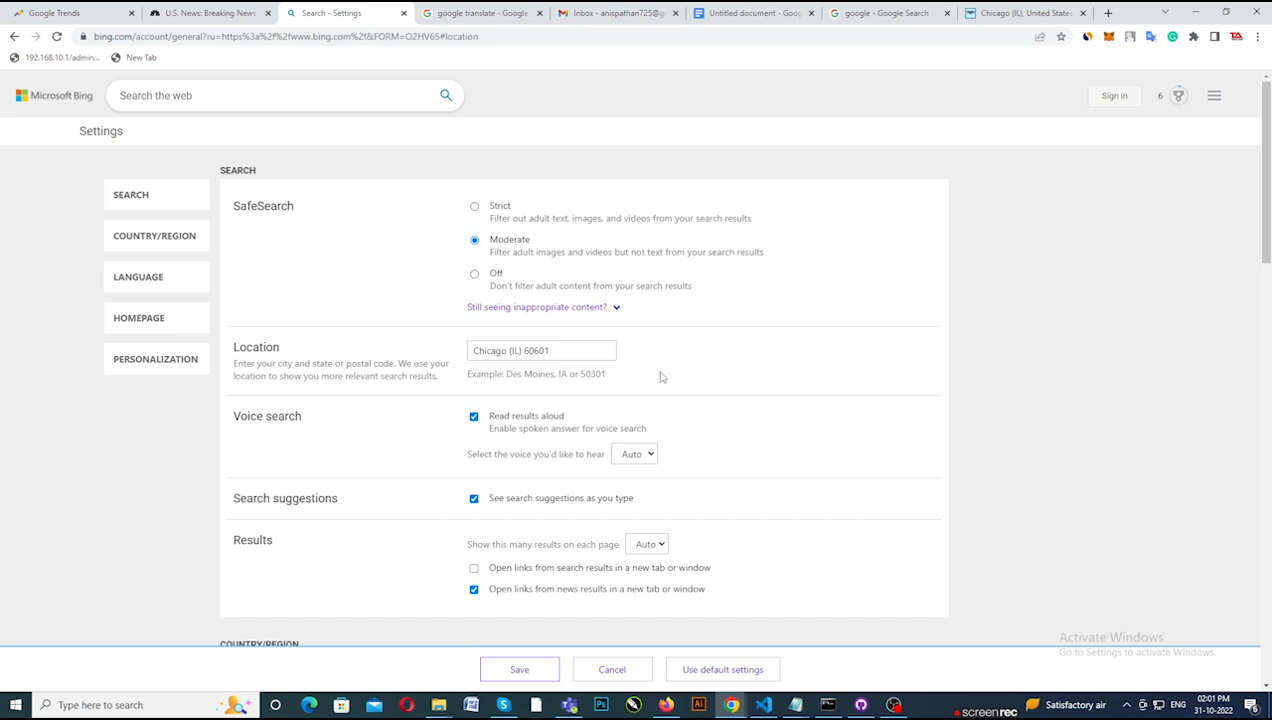 Google Trends
U.S. News: Breaking News
Search - Settings
google translate - Google
Inbox - anispathan725@g
Untitled document - Goog
google - Google Search
Chicago (IL), United States
bing.com/account/general?ru=https%3a%2f%2fwww.bing.com%2f&FORM=O2HV65#location
192.168.10.1/admin...
New Tab
Microsoft Bing
Search the web
Sign in
6
Settings
SEARCH
COUNTRY/REGION
LANGUAGE
HOMEPAGE
PERSONALIZATION
SEARCH
SafeSearch
Strict
Filter out adult text, images, and videos from your search results
Moderate
Filter adult images and videos but not text from your search results
Off
Don't filter adult content from your search results
Still seeing inappropriate content?
Location
Enter your city and state or postal code. We use your
location to show you more relevant search results.
Chicago (IL) 60601
Example: Des Moines, IA or 50301
Voice search
Read results aloud
Enable spoken answer for voice search
Select the voice you'd like to hear
Auto
Search suggestions
See search suggestions as you type
Results
Show this many results on each page
Auto
Open links from search results in a new tab or window
Open links from news results in a new tab or window
COUNTRY/REGION
Save
Cancel
Use default settings
Activate Windows
Go to Settings to activate Windows.
Type here to search
Satisfactory air
ENG
02:01 PM
31-10-2022
6
screenrec